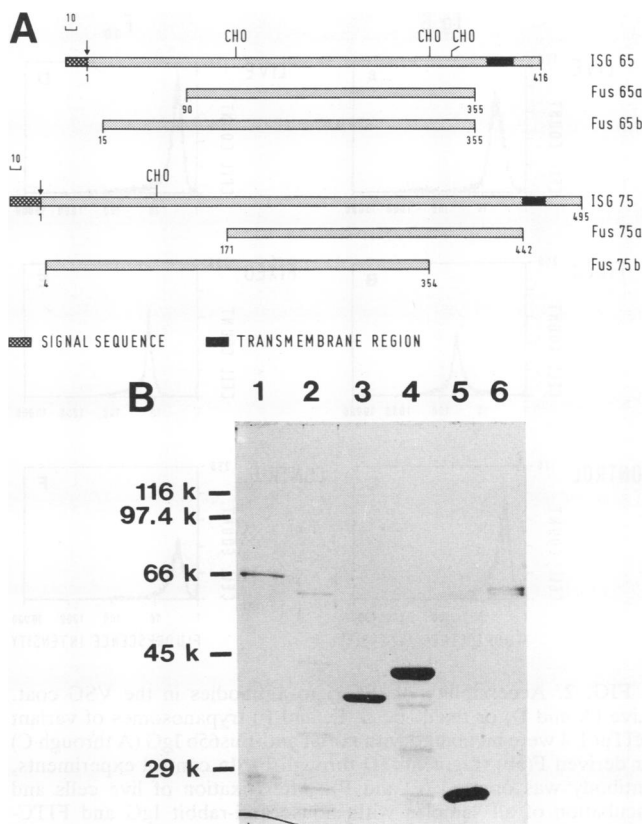 A
10
CHO CHO CHO
ISG 65
1 416
Fus 65a
90 355
Fus 65b
15 355
10
CHO
ISG 75
1 495
Fus 75a
171 442
Fus 75b
4 354
SIGNAL SEQUENCE TRANSMEMBRANE REGION
B 1 2 3 4 5 6
116 k
97.4 k
66 k
45 k
29 k